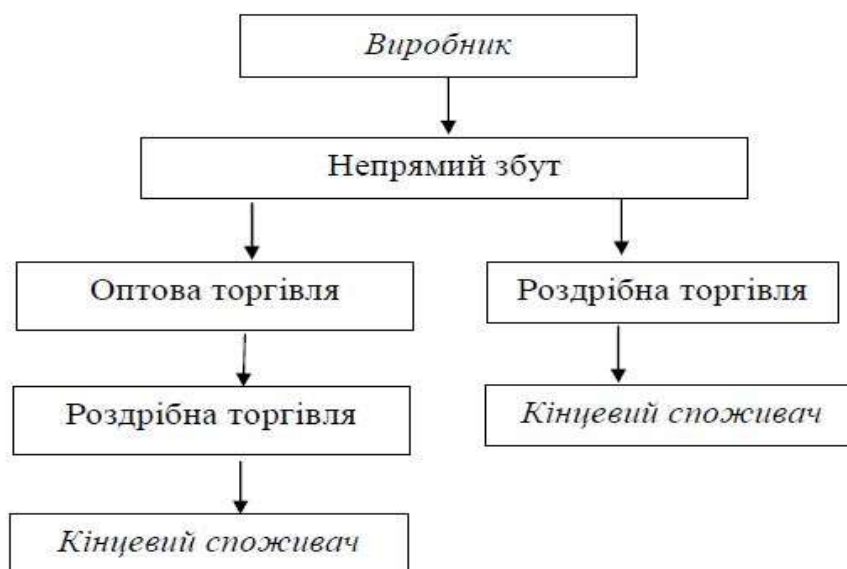 Виробник
Непрямий збут
Оптова торгівля
Роздрібна торгівля
Роздрібна торгівля
Кінцевий споживач
Кінцевий споживач